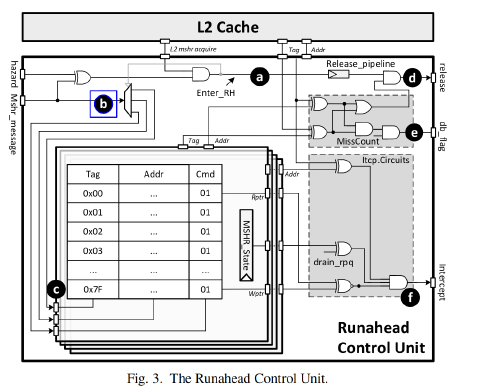 L2 Cache
L2 mshr acquire
Tag
Addr
hazard
Mshr_message
Enter_RH
a
b
Release_pipeline
d
release
MissCount
e
db_flag
Tag
Addr
Itcp.Circuits
Tag Addr Cmd
0x00 ... 01
0x01 ... 01
0x02 ... 01
0x03 ... 01
... ... ...
0x7F ... 01
Addr
Rptr
MSHR_State
drain_rpq
Wptr
c
f
Intercept
Runahead
Control Unit
Fig. 3. The Runahead Control Unit.